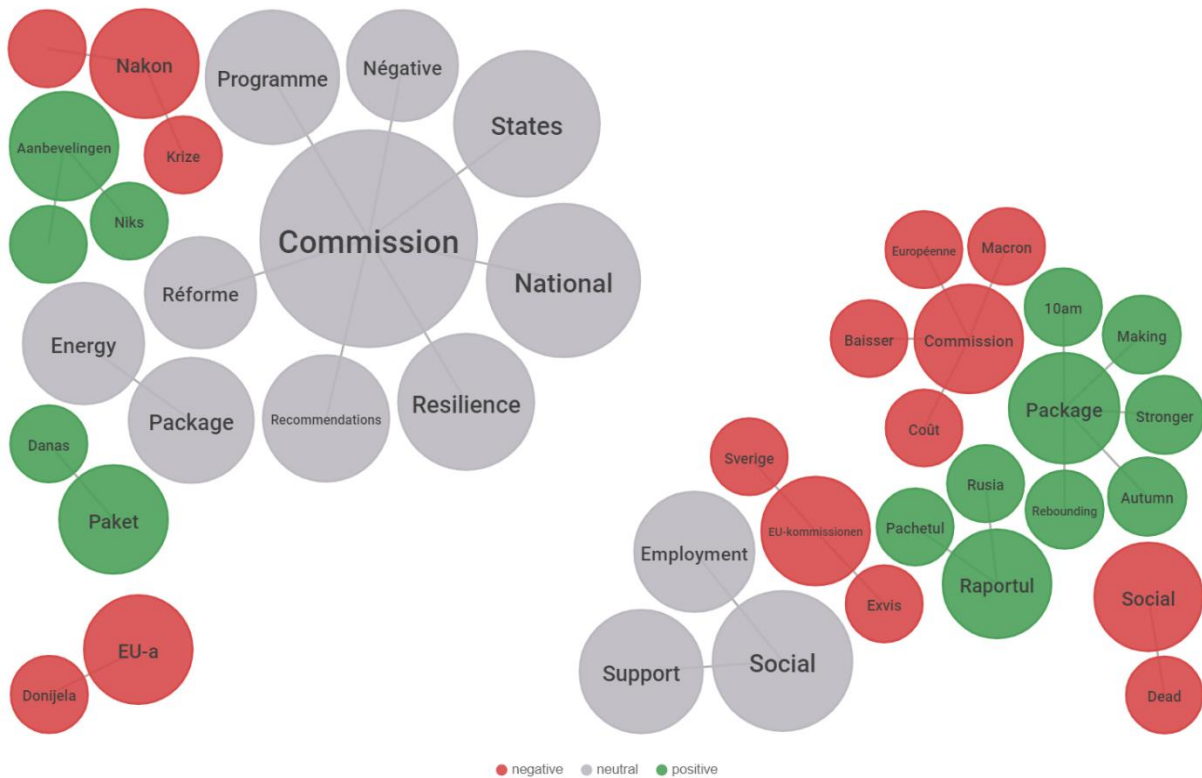 Nakon
Programme
Négative
States
Aanbevelingen
Krize
Niks
Commission
National
Réforme
Energy
Package
Recommendations
Resilience
Danas
Paket
EU-a
Donijela
Européenne
Macron
Baisser
Commission
10am
Making
Package
Stronger
Coût
Sverige
Rusia
Rebounding
Autumn
EU-kommissionen
Pachetul
Employment
Raportul
Exvis
Social
Support
Social
Dead
negative neutral positive